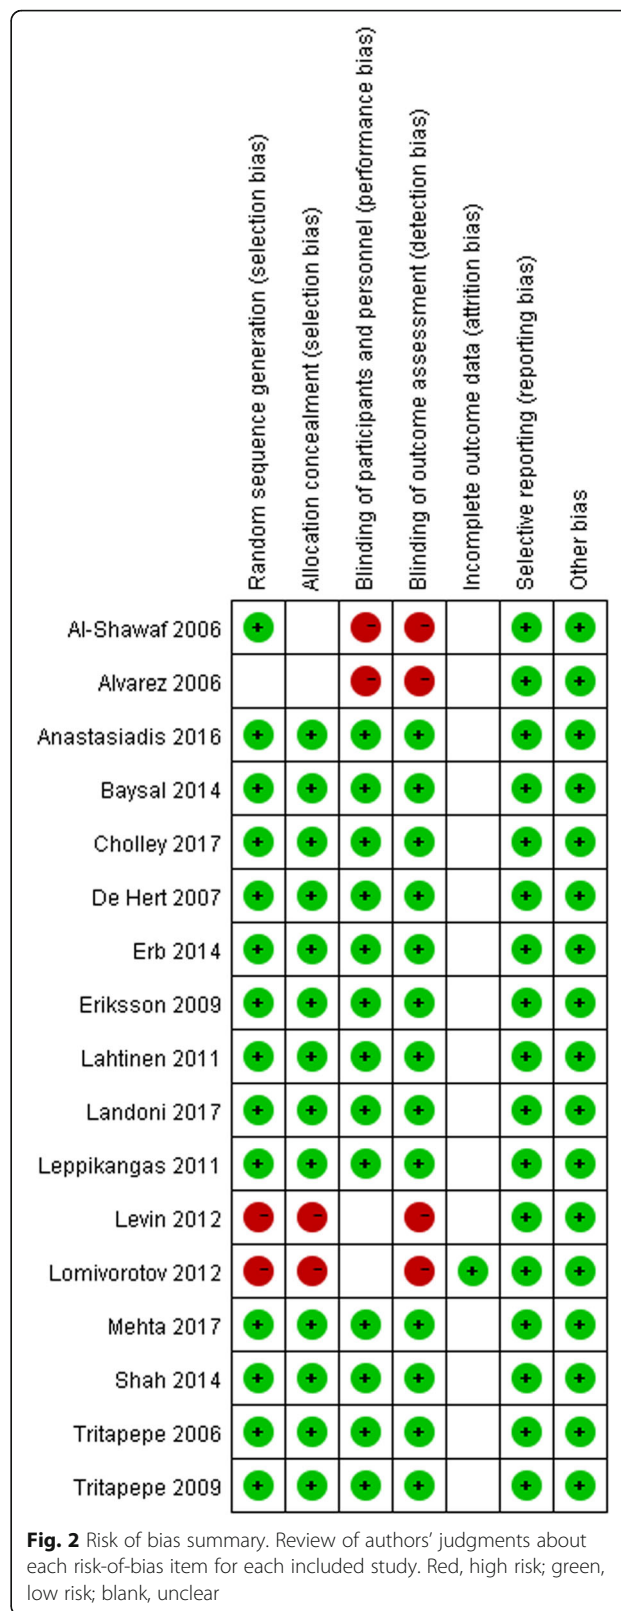 Random sequence generation (selection bias)
Allocation concealment (selection bias)
Blinding of participants and personnel (performance bias)
Blinding of outcome assessment (detection bias)
Incomplete outcome data (attrition bias)
Selective reporting (reporting bias)
Other bias
Al-Shawaf 2006 + - - + +
Alvarez 2006 - - + +
Anastasiadis 2016 + + + + + +
Baysal 2014 + + + + + +
Cholley 2017 + + + + + +
De Hert 2007 + + + + + +
Erb 2014 + + + + + +
Eriksson 2009 + + + + + +
Lahtinen 2011 + + + + + +
Landoni 2017 + + + + + +
Leppikangas 2011 + + + + + +
Levin 2012 - - - + +
Lomivorotov 2012 - - - + + +
Mehta 2017 + + + + + +
Shah 2014 + + + + + +
Tritapepe 2006 + + + + + +
Tritapepe 2009 + + + + + +
Fig. 2 Risk of bias summary. Review of authors' judgments about
each risk-of-bias item for each included study. Red, high risk; green,
low risk; blank, unclear